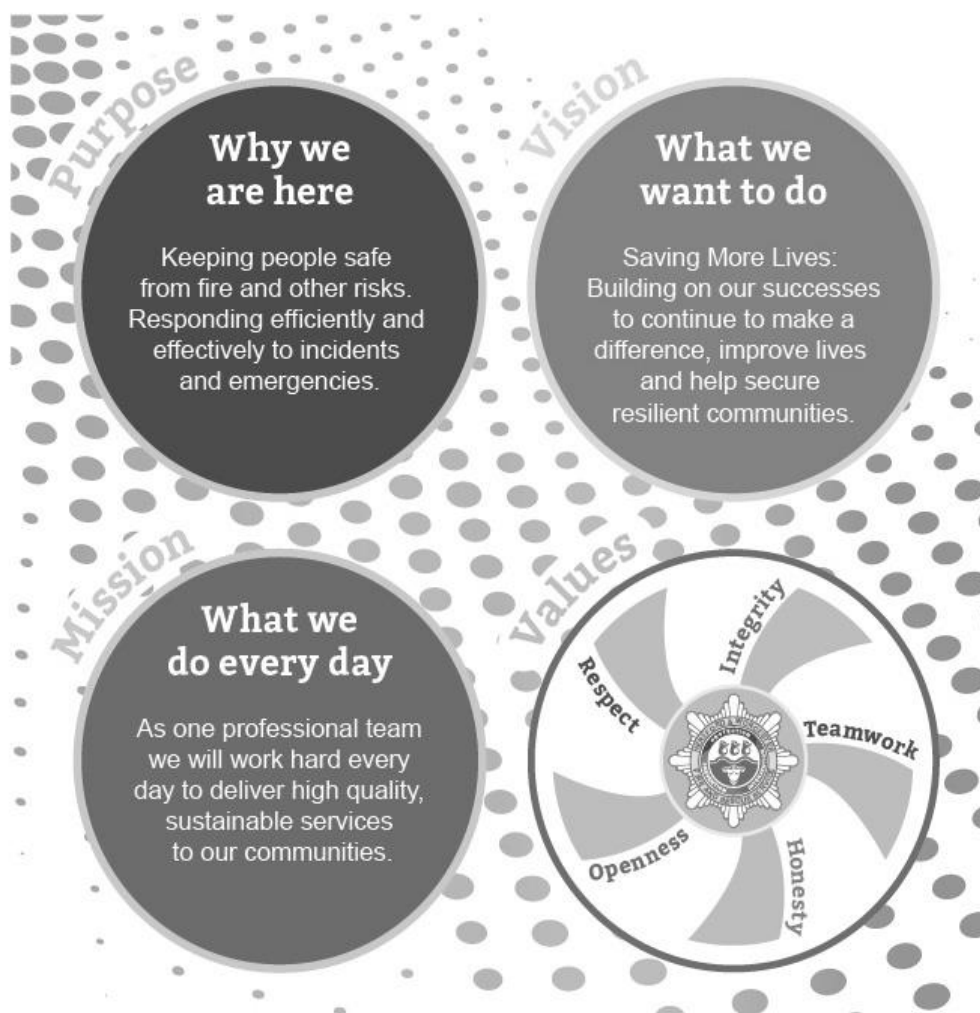 Purpose
Why we
are here
Keeping people safe
from fire and other risks.
Responding efficiently and
effectively to incidents
and emergencies.
Vision
What we
want to do
Saving More Lives:
Building on our successes
to continue to make a
difference, improve lives
and help secure
resilient communities.
Mission
What we
do every day
As one professional team
we will work hard every
day to deliver high quality,
sustainable services
to our communities.
Values
Integrity
Teamwork
Honesty
Openness
Respect